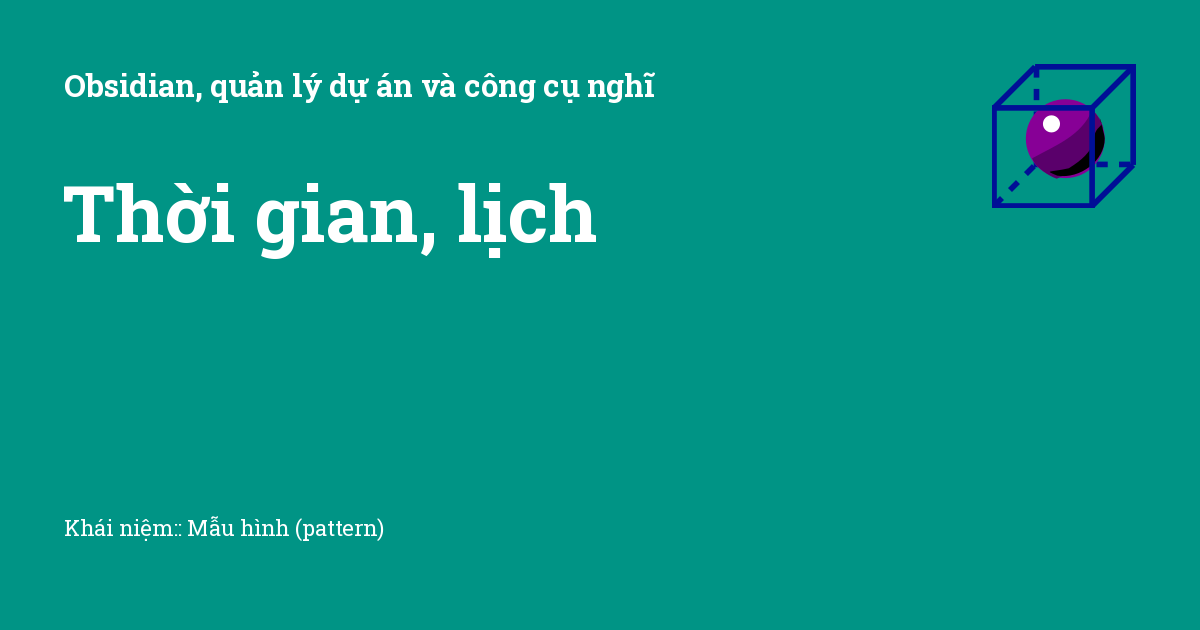 Obsidian, quản lý dự án và công cụ nghĩ
Thời gian, lịch
Khái niệm:: Mẫu hình (pattern)